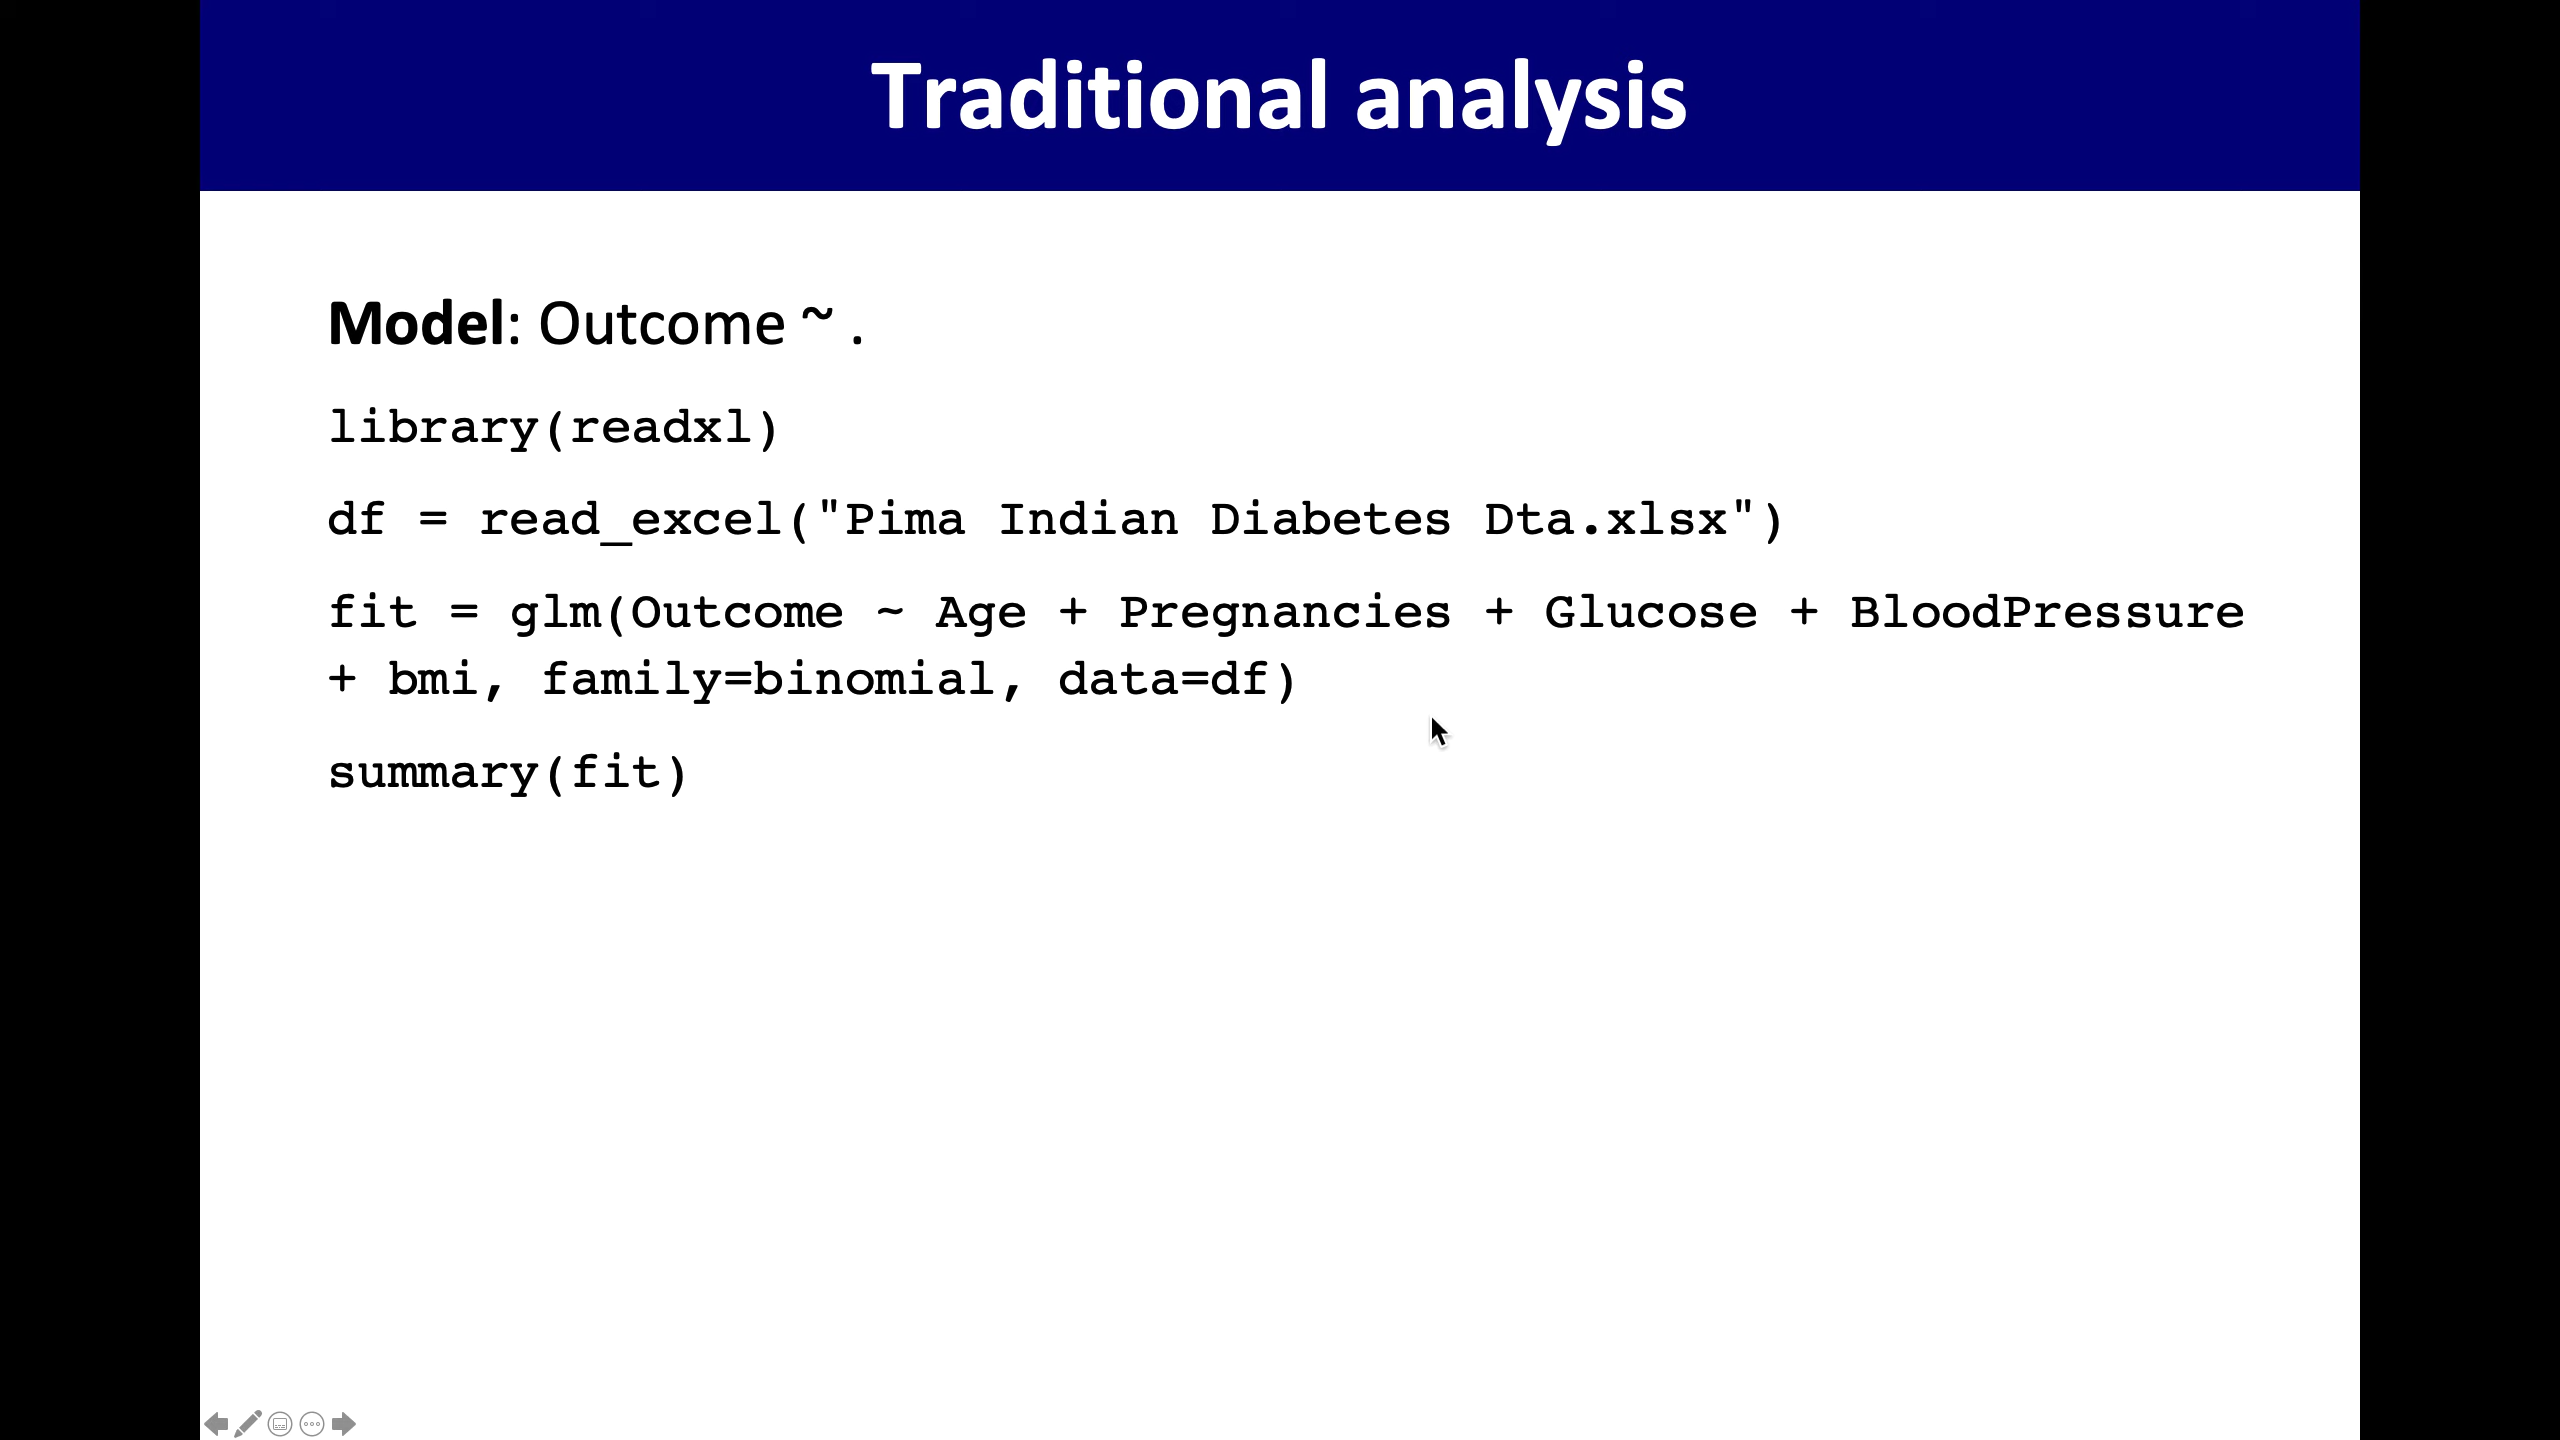 Traditional analysis
Model: Outcome ~ .
library(readxl)
df = read_excel("Pima Indian Diabetes Dta.xlsx")
fit = glm(Outcome ~ Age + Pregnancies + Glucose + BloodPressure
+ bmi, family=binomial, data=df)
summary(fit)